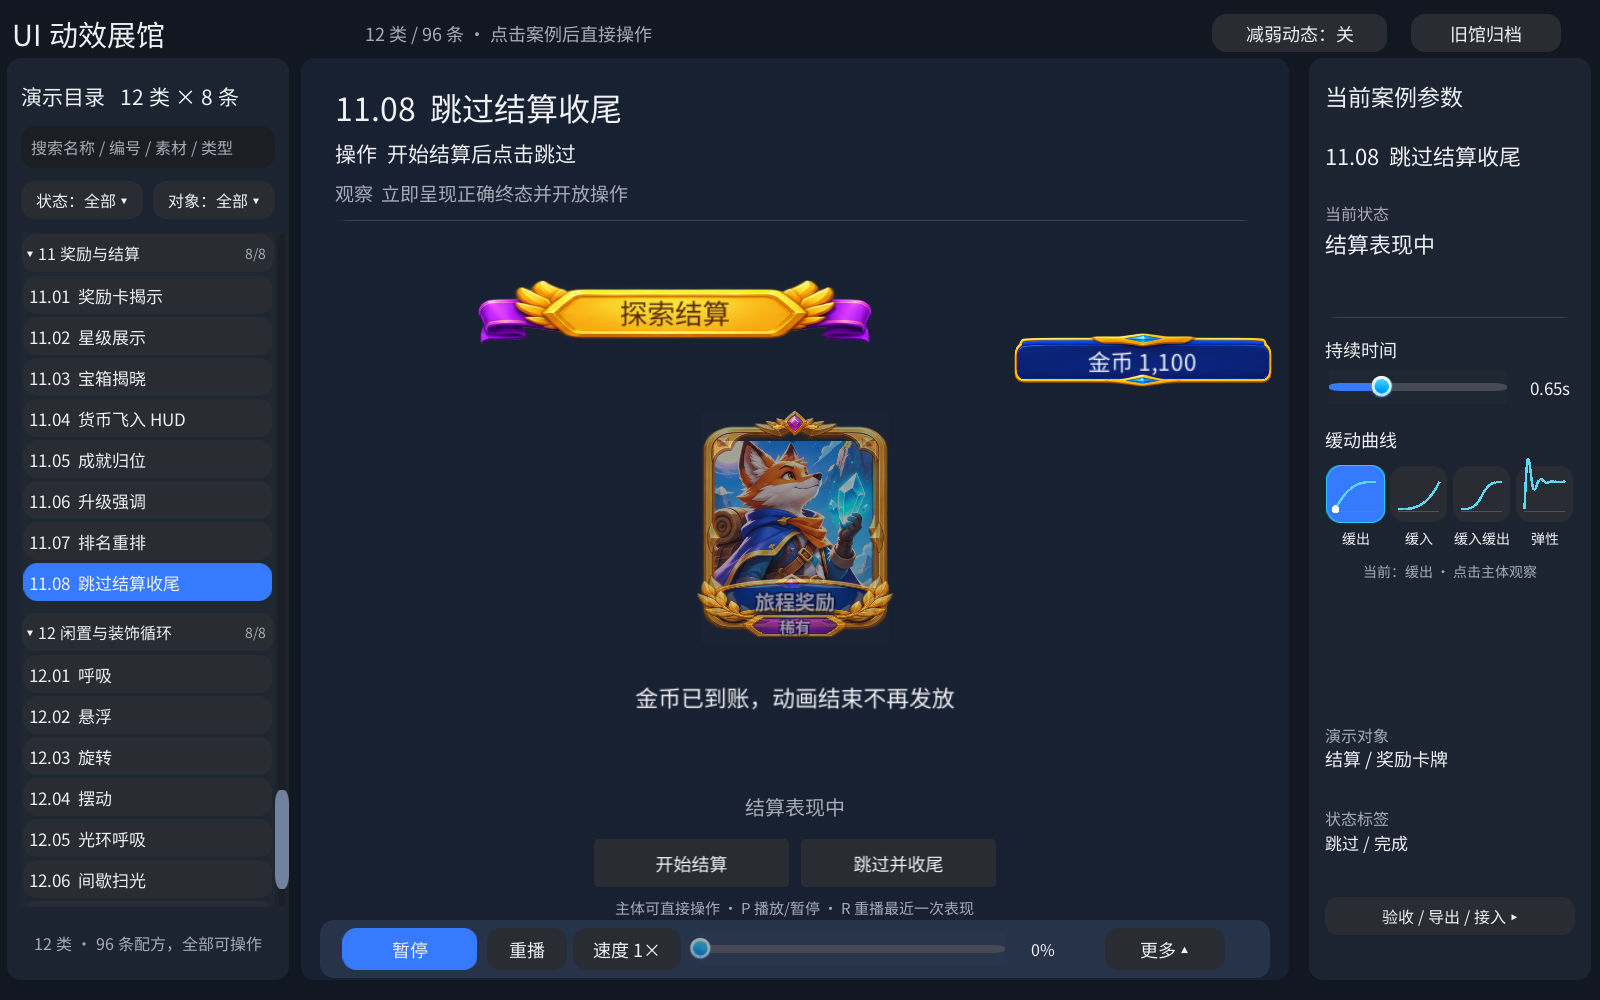 UI 动效展馆
12 类 / 96 条 · 点击案例后直接操作
减弱动态：关
旧馆归档
演示目录 12 类 × 8 条
搜索名称 / 编号 / 素材 / 类型
状态：全部 ▾
对象：全部 ▾
▾ 11 奖励与结算 8/8
11.01 奖励卡揭示
11.02 星级展示
11.03 宝箱揭晓
11.04 货币飞入 HUD
11.05 成就归位
11.06 升级强调
11.07 排名重排
11.08 跳过结算收尾
▾ 12 闲置与装饰循环 8/8
12.01 呼吸
12.02 悬浮
12.03 旋转
12.04 摆动
12.05 光环呼吸
12.06 间歇扫光
12 类 · 96 条配方，全部可操作
11.08 跳过结算收尾
操作 开始结算后点击跳过
观察 立即呈现正确终态并开放操作
探索结算
金币 1,100
旅程奖励
稀有
金币已到账，动画结束不再发放
结算表现中
开始结算
跳过并收尾
主体可直接操作 · P 播放/暂停 · R 重播最近一次表现
暂停
重播
速度 1×
0%
更多 ▴
当前案例参数
11.08 跳过结算收尾
当前状态
结算表现中
持续时间
0.65s
缓动曲线
缓出
缓入
缓入缓出
弹性
当前：缓出 · 点击主体观察
演示对象
结算 / 奖励卡牌
状态标签
跳过 / 完成
验收 / 导出 / 接入 ▸